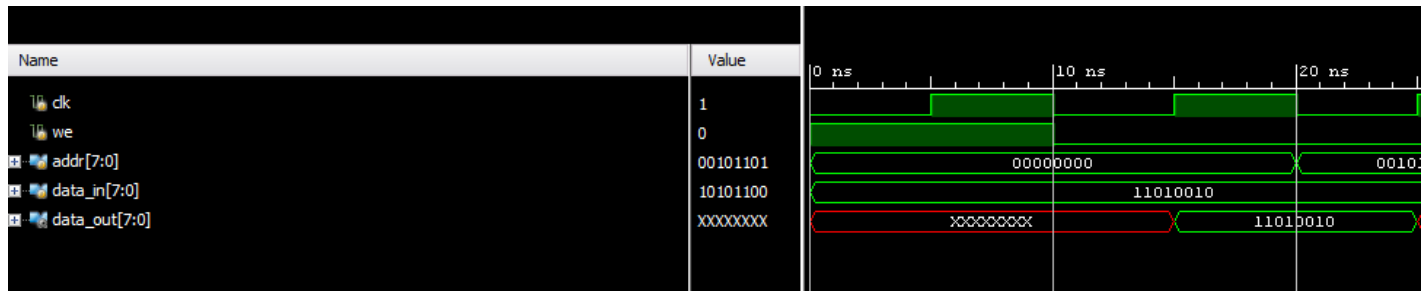 Name Value
0 ns 10 ns 20 ns
clk 1
we 0
addr[7:0] 00101101 00000000 00101
data_in[7:0] 10101100 11010010
data_out[7:0] XXXXXXXX XXXXXXXX 11010010